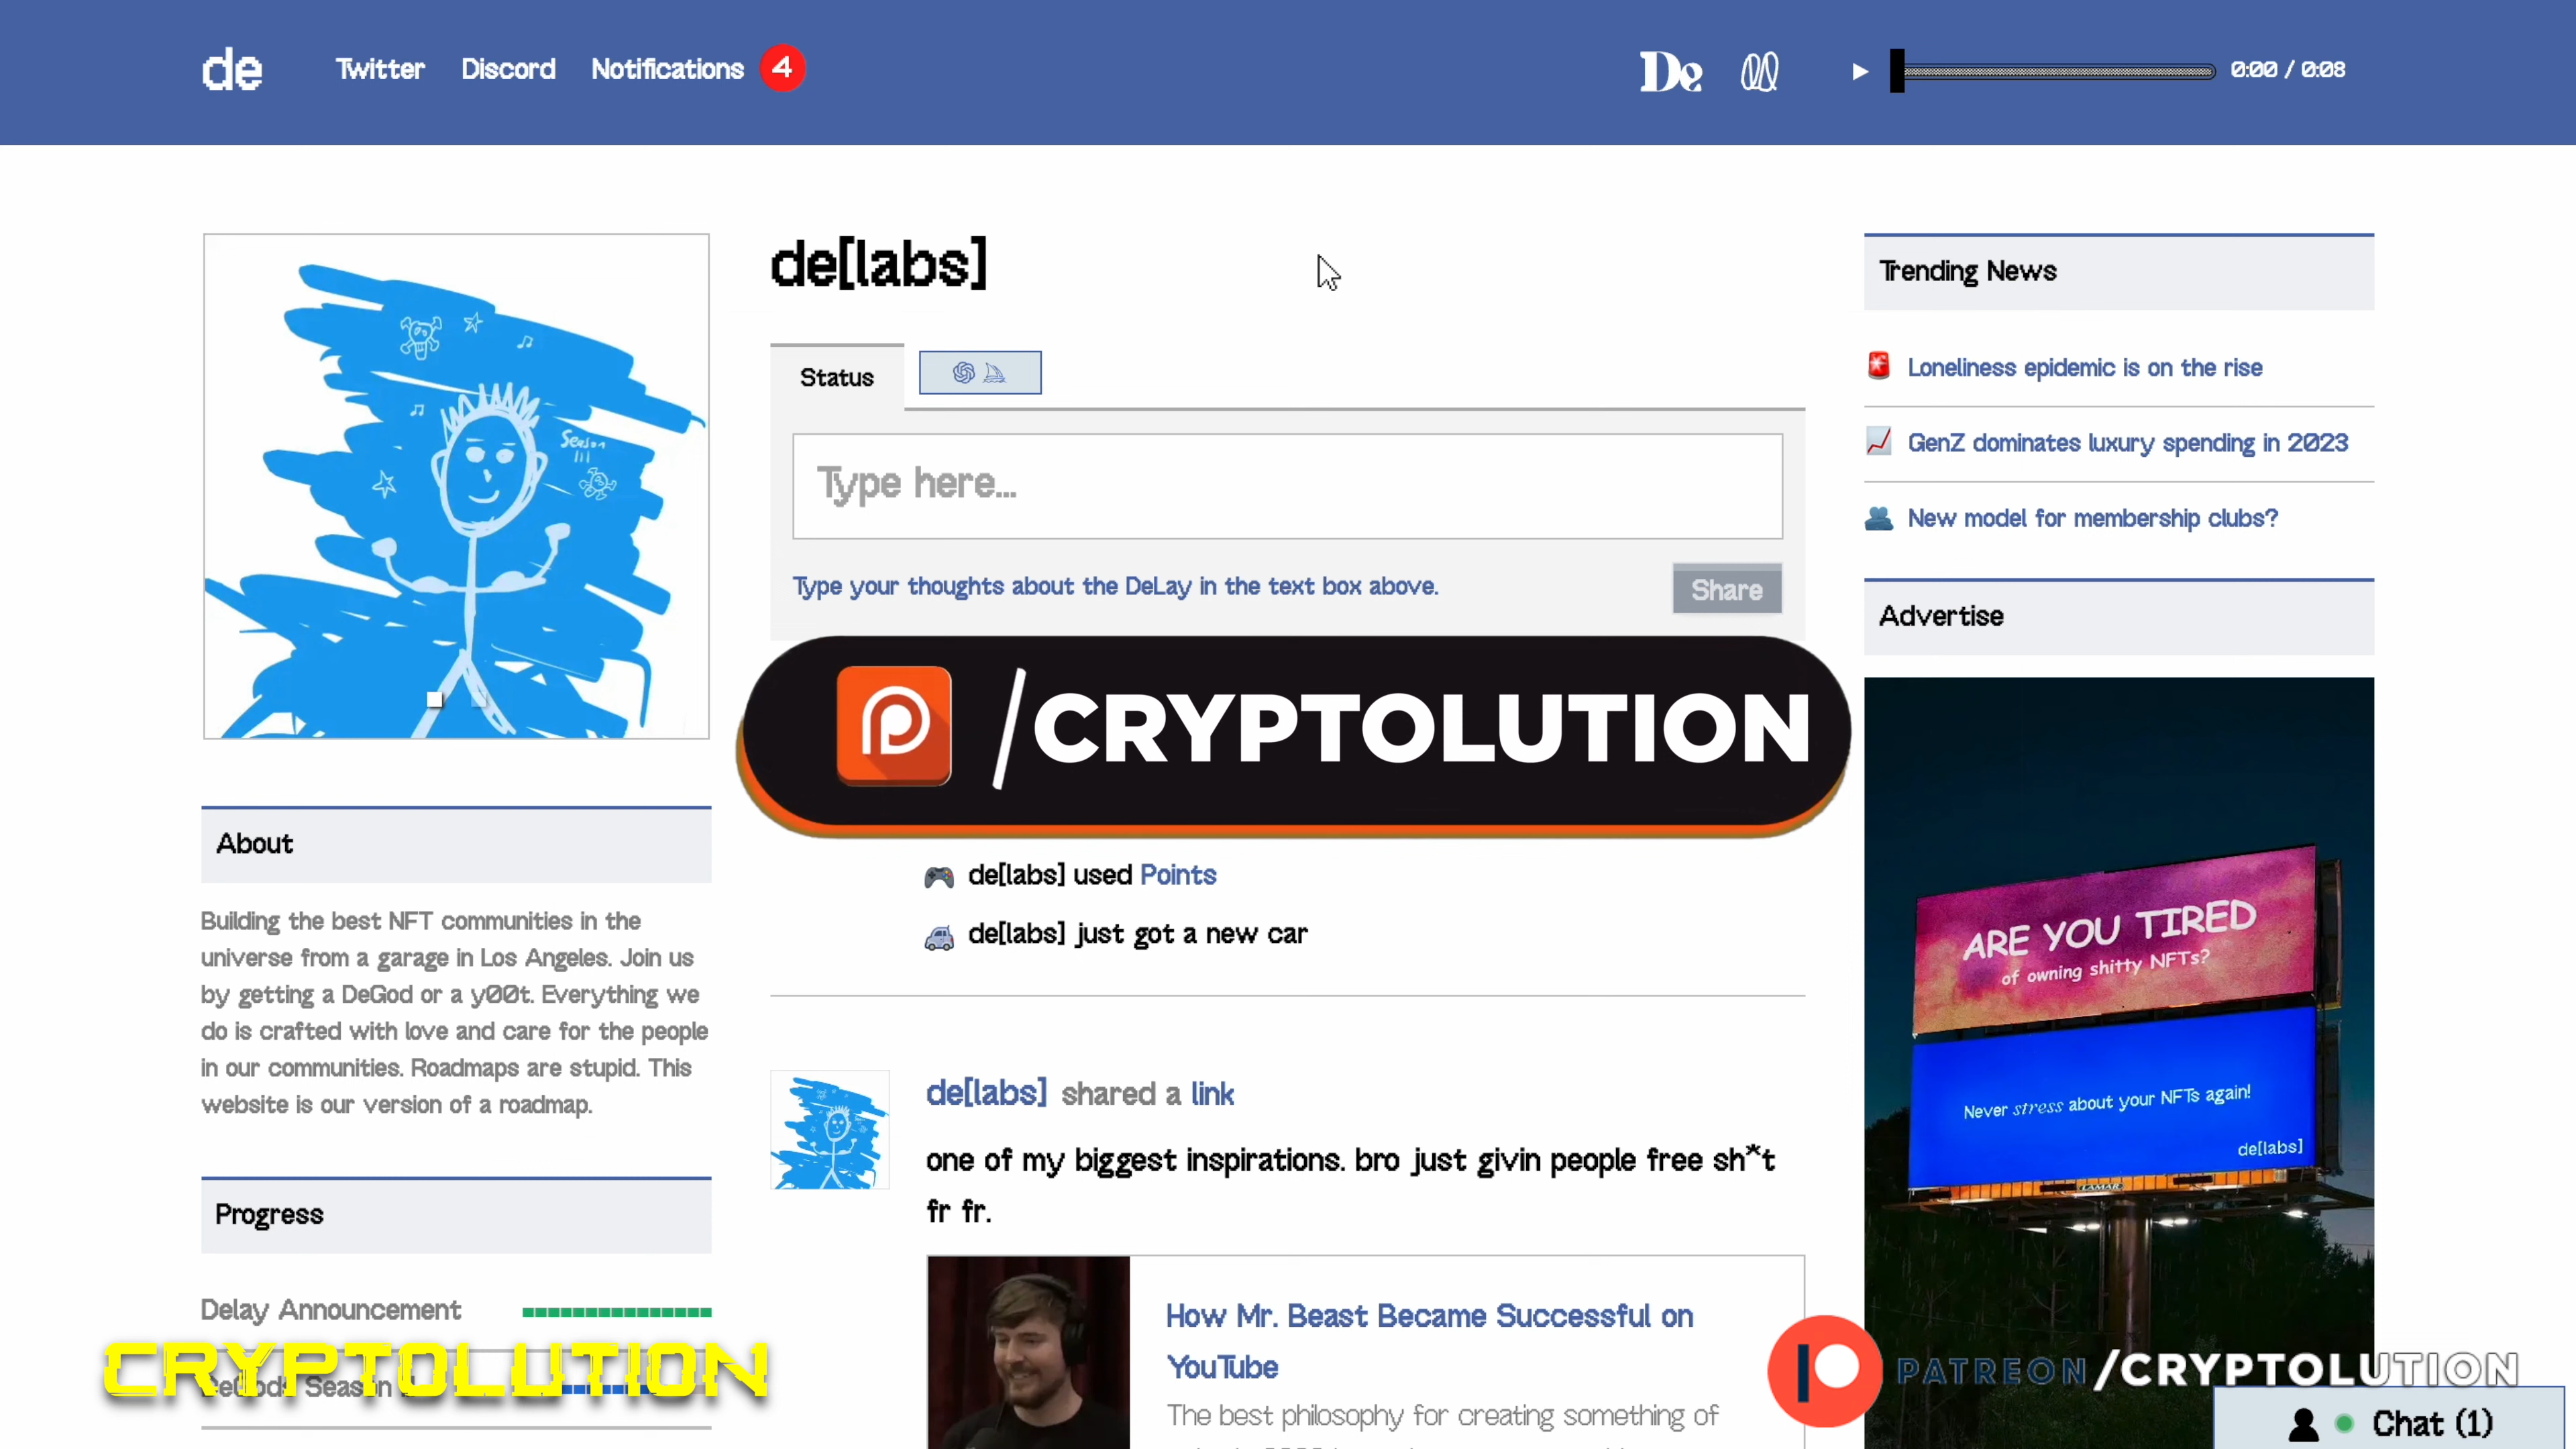 de
Twitter
Discord
Notifications
4
De
0:00 / 0:08
Season
III
de[labs]
Status
Type here...
Type your thoughts about the DeLay in the text box above.
Share
/CRYPTOLUTION
de[labs] used Points
de[labs] just got a new car
de[labs] shared a link
one of my biggest inspirations. bro just givin people free sh*t
fr fr.
How Mr. Beast Became Successful on
YouTube
The best philosophy for creating something of
About
Building the best NFT communities in the
universe from a garage in Los Angeles. Join us
by getting a DeGod or a y00t. Everything we
do is crafted with love and care for the people
in our communities. Roadmaps are stupid. This
website is our version of a roadmap.
Progress
Delay Announcement
CRYPTOLUTION
Season
Trending News
Loneliness epidemic is on the rise
GenZ dominates luxury spending in 2023
New model for membership clubs?
Advertise
ARE YOU TIRED
of owning shitty NFTs?
Never stress about your NFTs again!
de[labs]
LAMAR
PATREON/CRYPTOLUTION
Chat (1)